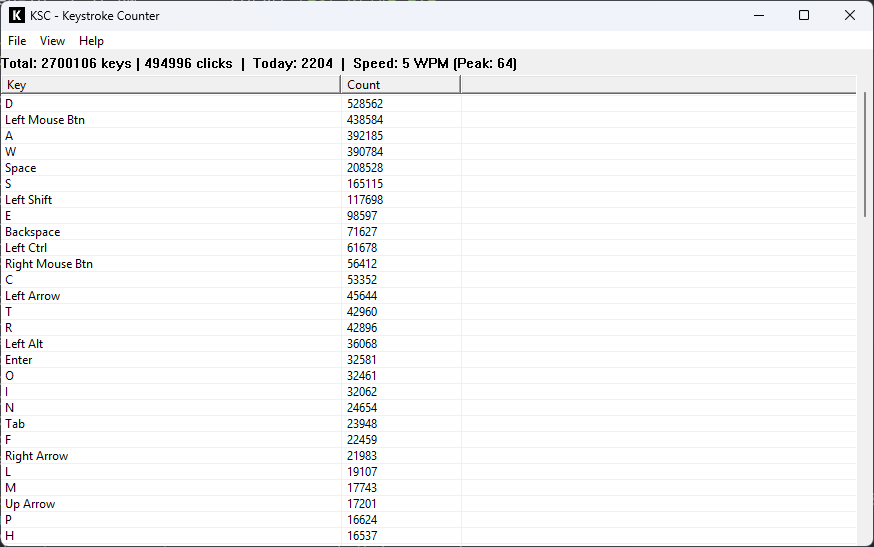 K KSC - Keystroke Counter
File View Help
Total: 2700106 keys | 494996 clicks | Today: 2204 | Speed: 5 WPM (Peak: 64)
Key Count
D 528562
Left Mouse Btn 438584
A 392185
W 390784
Space 208528
S 165115
Left Shift 117698
E 98597
Backspace 71627
Left Ctrl 61678
Right Mouse Btn 56412
C 53352
Left Arrow 45644
T 42960
R 42896
Left Alt 36068
Enter 32581
O 32461
I 32062
N 24654
Tab 23948
F 22459
Right Arrow 21983
L 19107
M 17743
Up Arrow 17201
P 16624
H 16537